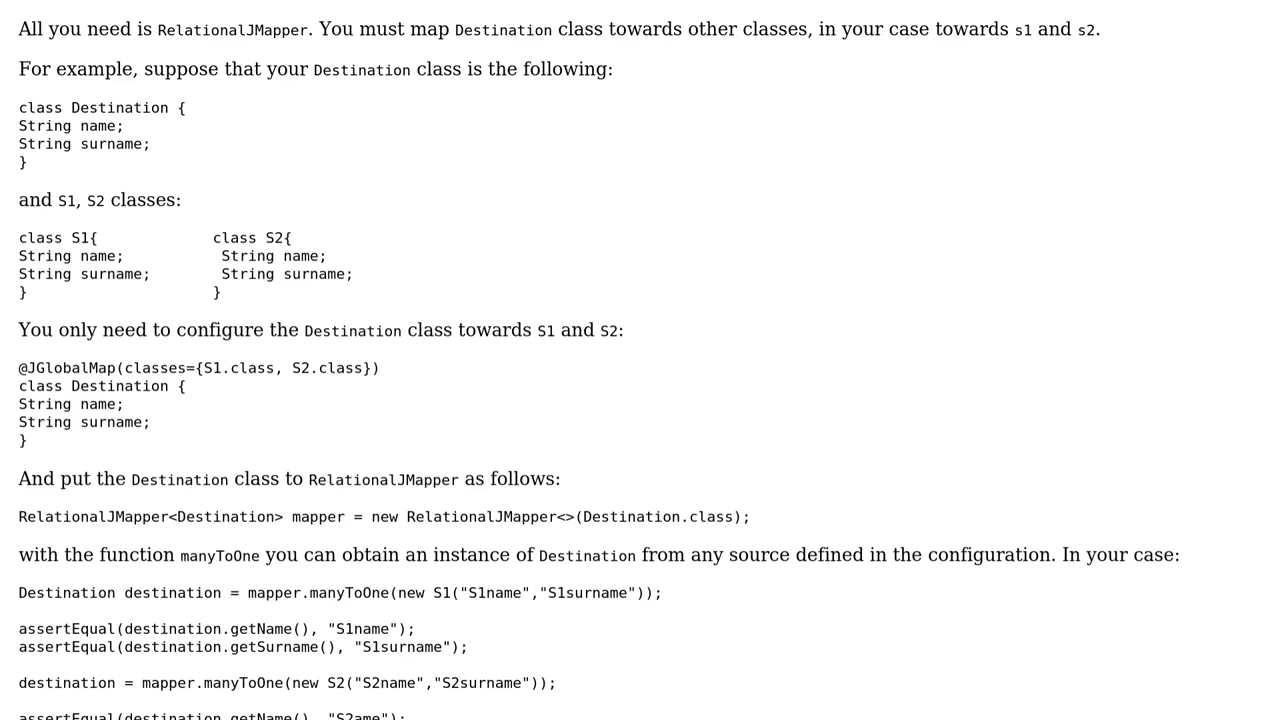 All you need is RelationalJMapper. You must map Destination class towards other classes, in your case towards s1 and s2.
For example, suppose that your Destination class is the following:
class Destination {
String name;
String surname;
}
and S1, S2 classes:
class S1{             class S2{
String name;           String name;
String surname;        String surname;
}                     }
You only need to configure the Destination class towards S1 and S2:
@JGlobalMap(classes={S1.class, S2.class})
class Destination {
String name;
String surname;
}
And put the Destination class to RelationalJMapper as follows:
RelationalJMapper<Destination> mapper = new RelationalJMapper<>(Destination.class);
with the function manyToOne you can obtain an instance of Destination from any source defined in the configuration. In your case:
Destination destination = mapper.manyToOne(new S1("S1name","S1surname"));
assertEqual(destination.getName(), "S1name");
assertEqual(destination.getSurname(), "S1surname");
destination = mapper.manyToOne(new S2("S2name","S2surname"));
assertEqual(destination.getName(), "S2ame");